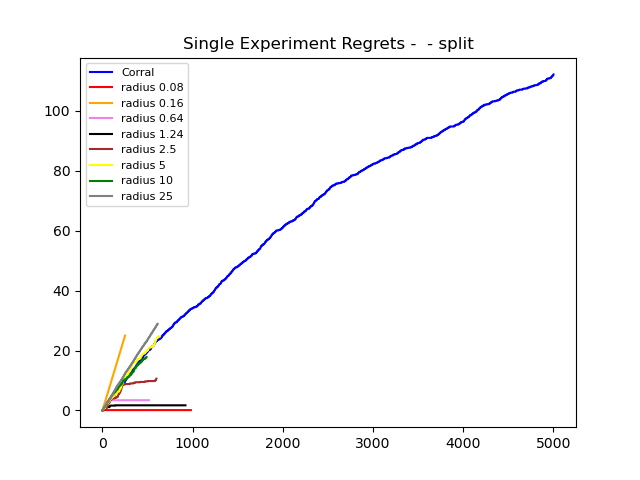 Single Experiment Regrets -  - split
Corral
radius 0.08
radius 0.16
radius 0.64
radius 1.24
radius 2.5
radius 5
radius 10
radius 25
100
80
60
40
20
0
0 1000 2000 3000 4000 5000